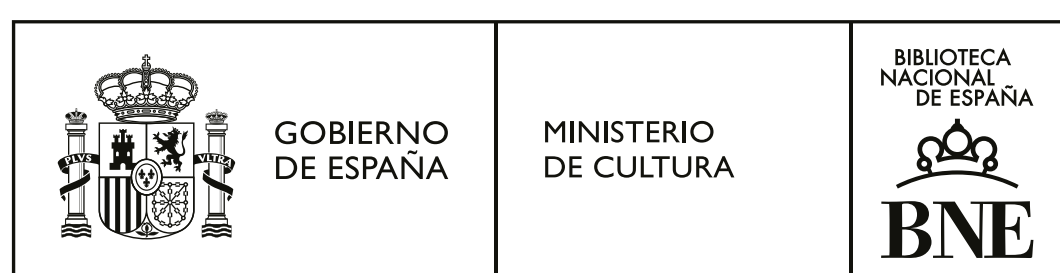 PLVS
VLTRA
GOBIERNO
DE ESPAÑA
MINISTERIO
DE CULTURA
BIBLIOTECA
NACIONAL
DE ESPAÑA
BNE